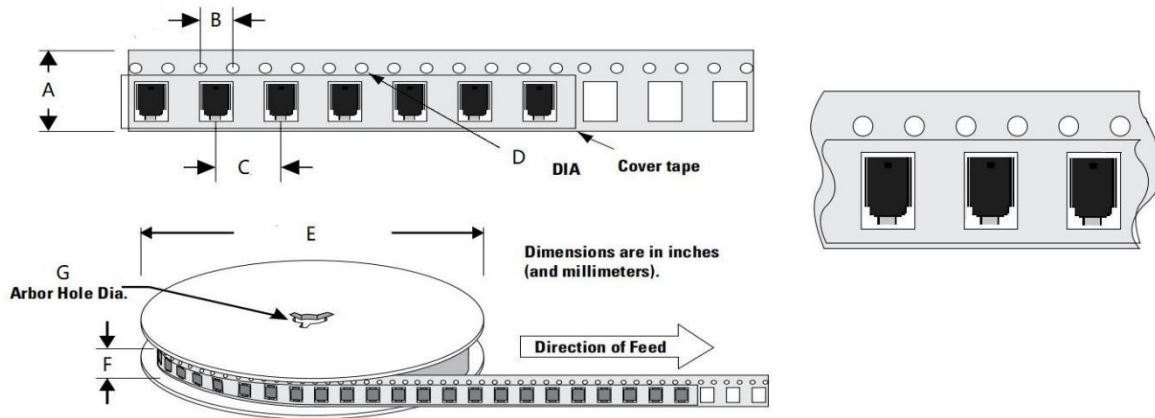 B
A
C
D
DIA
Cover tape
E
Dimensions are in inches
(and millimeters).
G
Arbor Hole Dia.
F
Direction of Feed